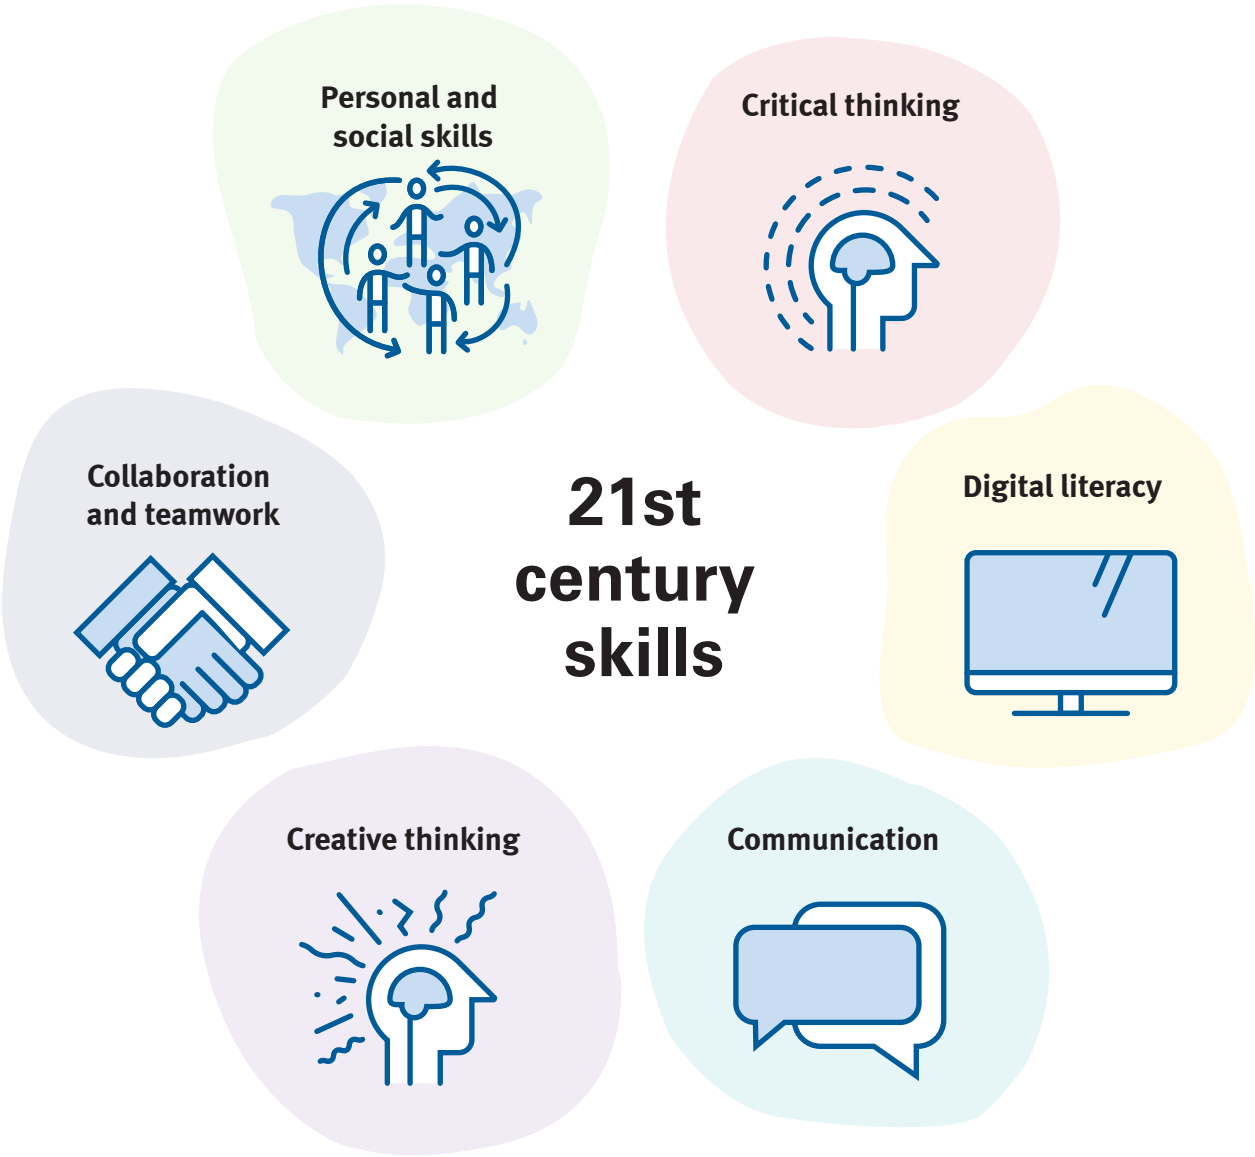 Personal and
social skills
Critical thinking
Collaboration
and teamwork
21st
century
skills
Digital literacy
Creative thinking
Communication